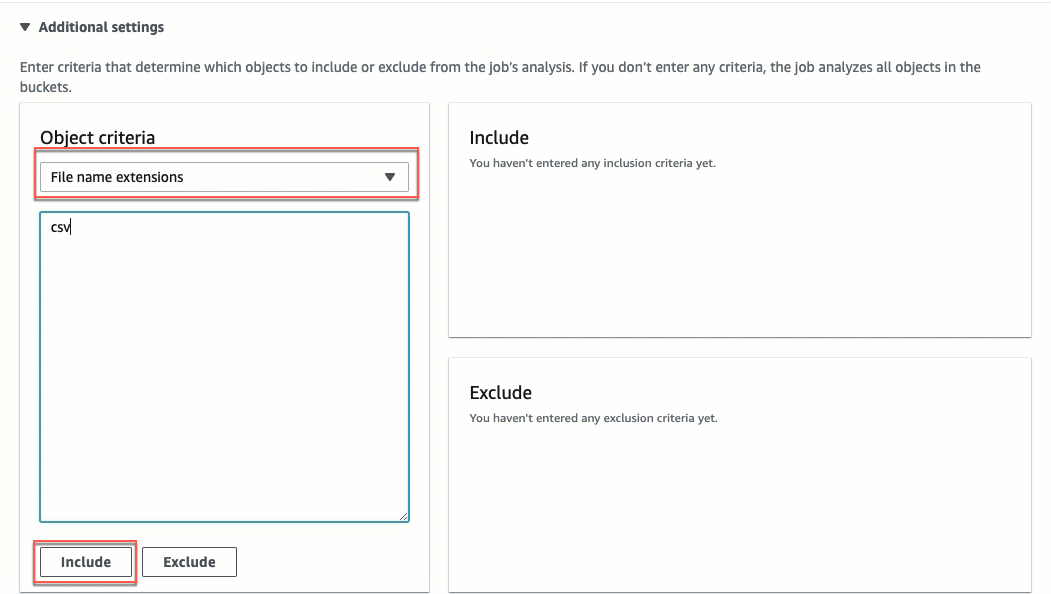 Additional settings
Enter criteria that determine which objects to include or exclude from the job's analysis. If you don't enter any criteria, the job analyzes all objects in the
buckets.
Object criteria
File name extensions
csv
Include
Exclude
Include
You haven't entered any inclusion criteria yet.
Exclude
You haven't entered any exclusion criteria yet.